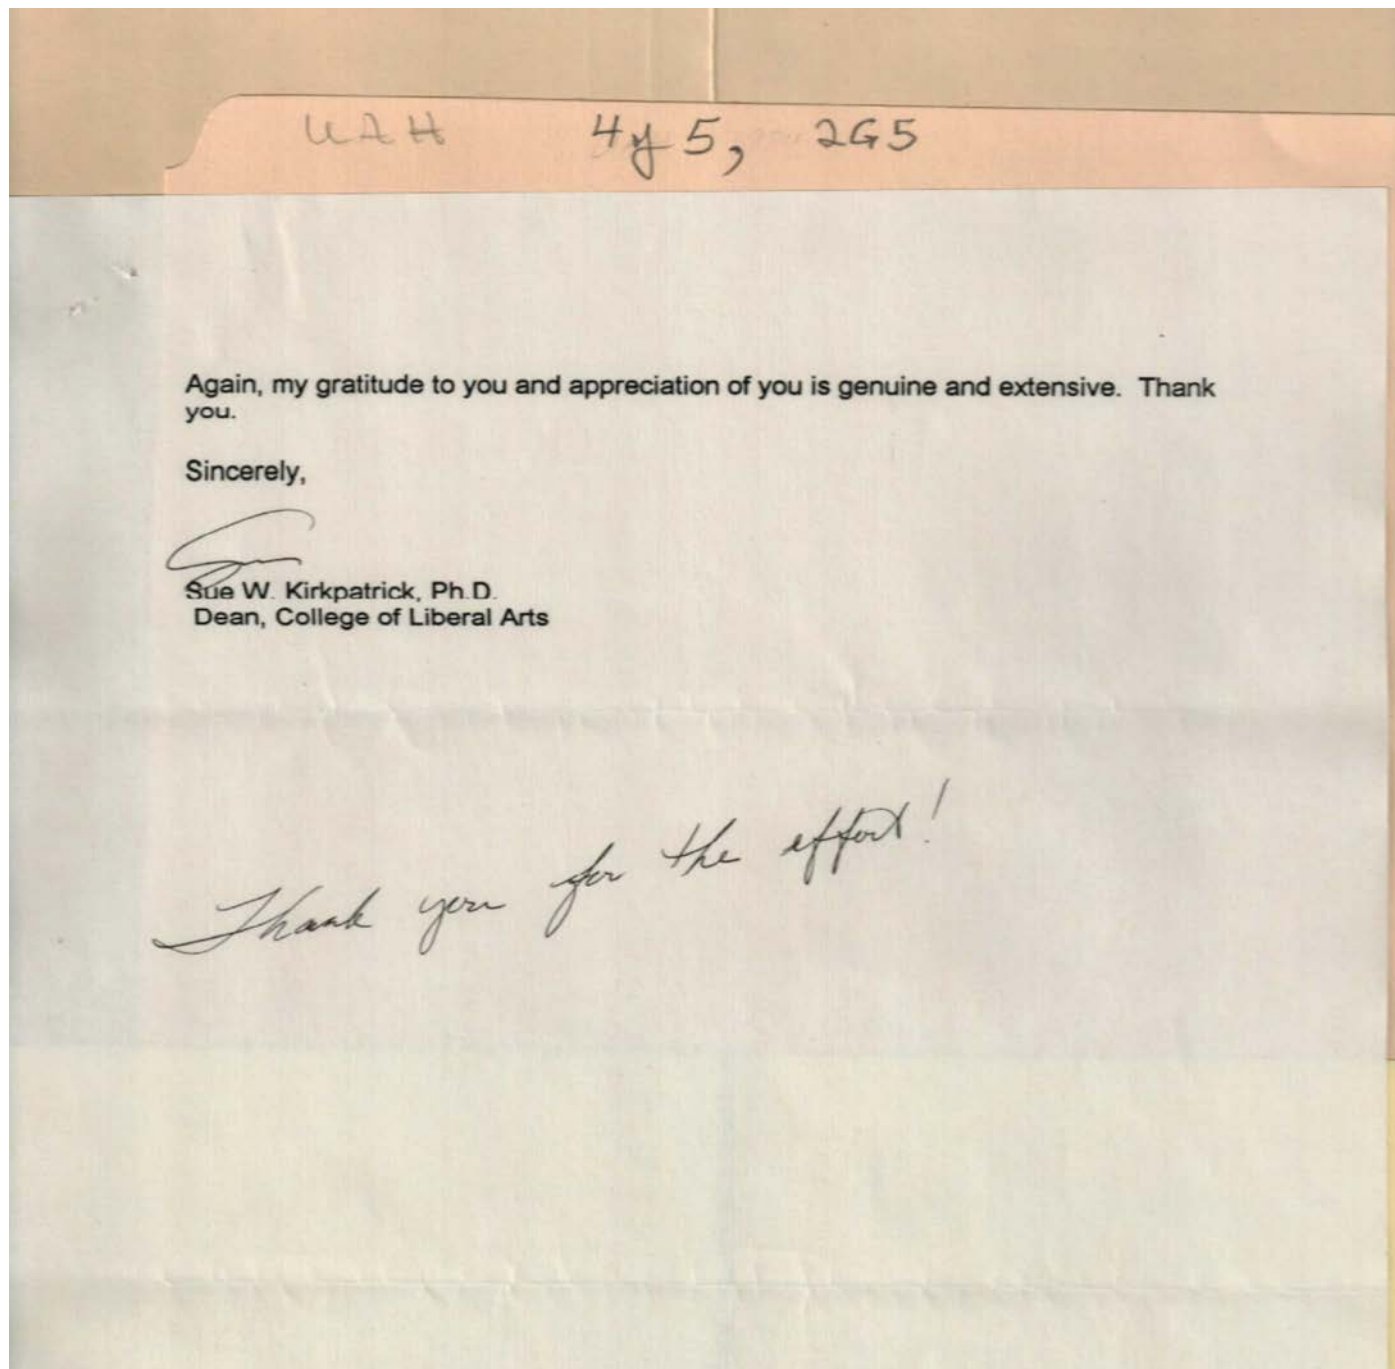 UAH 4y5, 2G5
Again, my gratitude to you and appreciation of you is genuine and extensive. Thank
you.
Sincerely,
Sue
Sue W. Kirkpatrick, Ph.D.
Dean, College of Liberal Arts
Thank you for the effort!